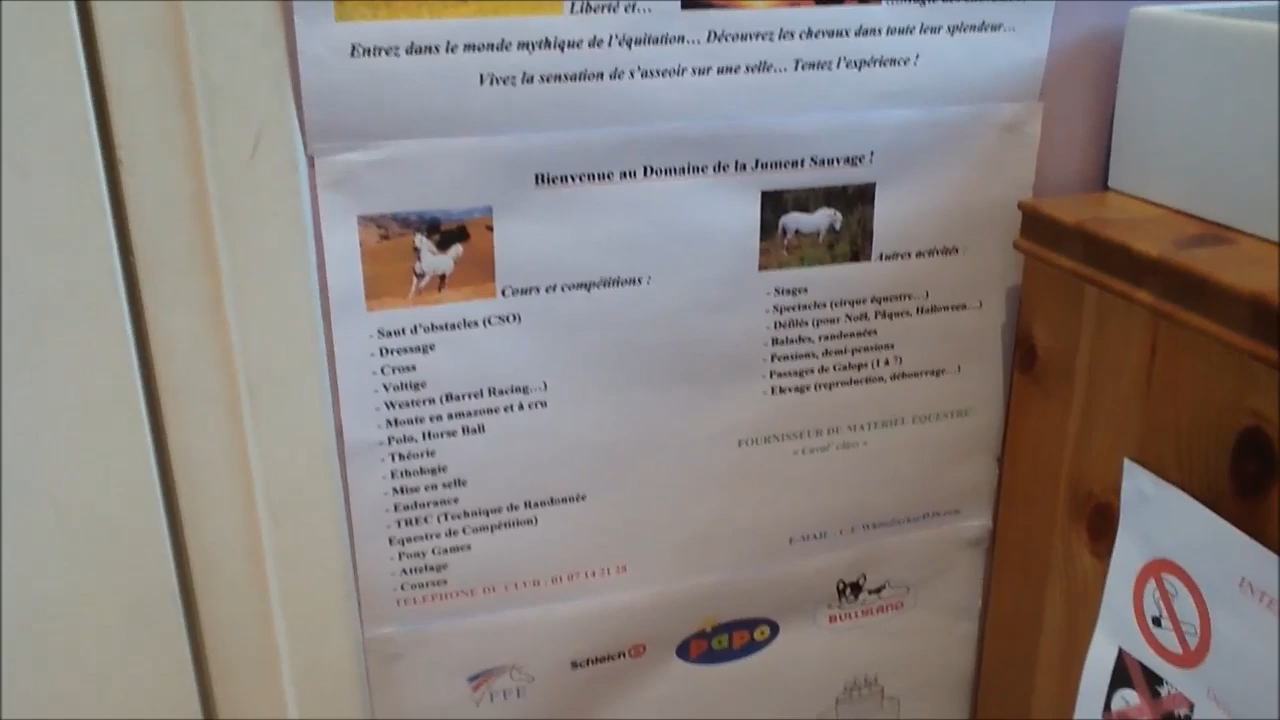 Liberté et...
Entrez dans le monde mythique de l'équitation... Découvrez les chevaux dans toute leur splendeur...
Vivez la sensation de s'asseoir sur une selle... Tentez l'expérience !
Bienvenue au Domaine de la Jument Sauvage !
Cours et compétitions :
- Saut d'obstacles (CSO)
- Dressage
- Cross
- Voltige
- Western (Barrel Racing...)
- Monte en amazone et à cru
- Polo, Horse Ball
- Théorie
- Ethologie
- Mise en selle
- Endurance
- TREC (Technique de Randonnée
Equestre de Compétition)
- Pony Games
- Attelage
- Courses
TELEPHONE DU CLUB : 01 07 14 21 28
Autres activités :
- Stages
- Spectacles (cirque équestre...)
- Défilés (pour Noël, Pâques, Halloween...)
- Balades, randonnées
- Pensions, demi-pensions
- Passages de Galops (1 à 7)
- Elevage (reproduction, débourrage...)
FOURNISSEUR DU MATERIEL EQUESTRE
E-MAIL :
FFE
Schleich S
papo
BULLYLAND
INTE